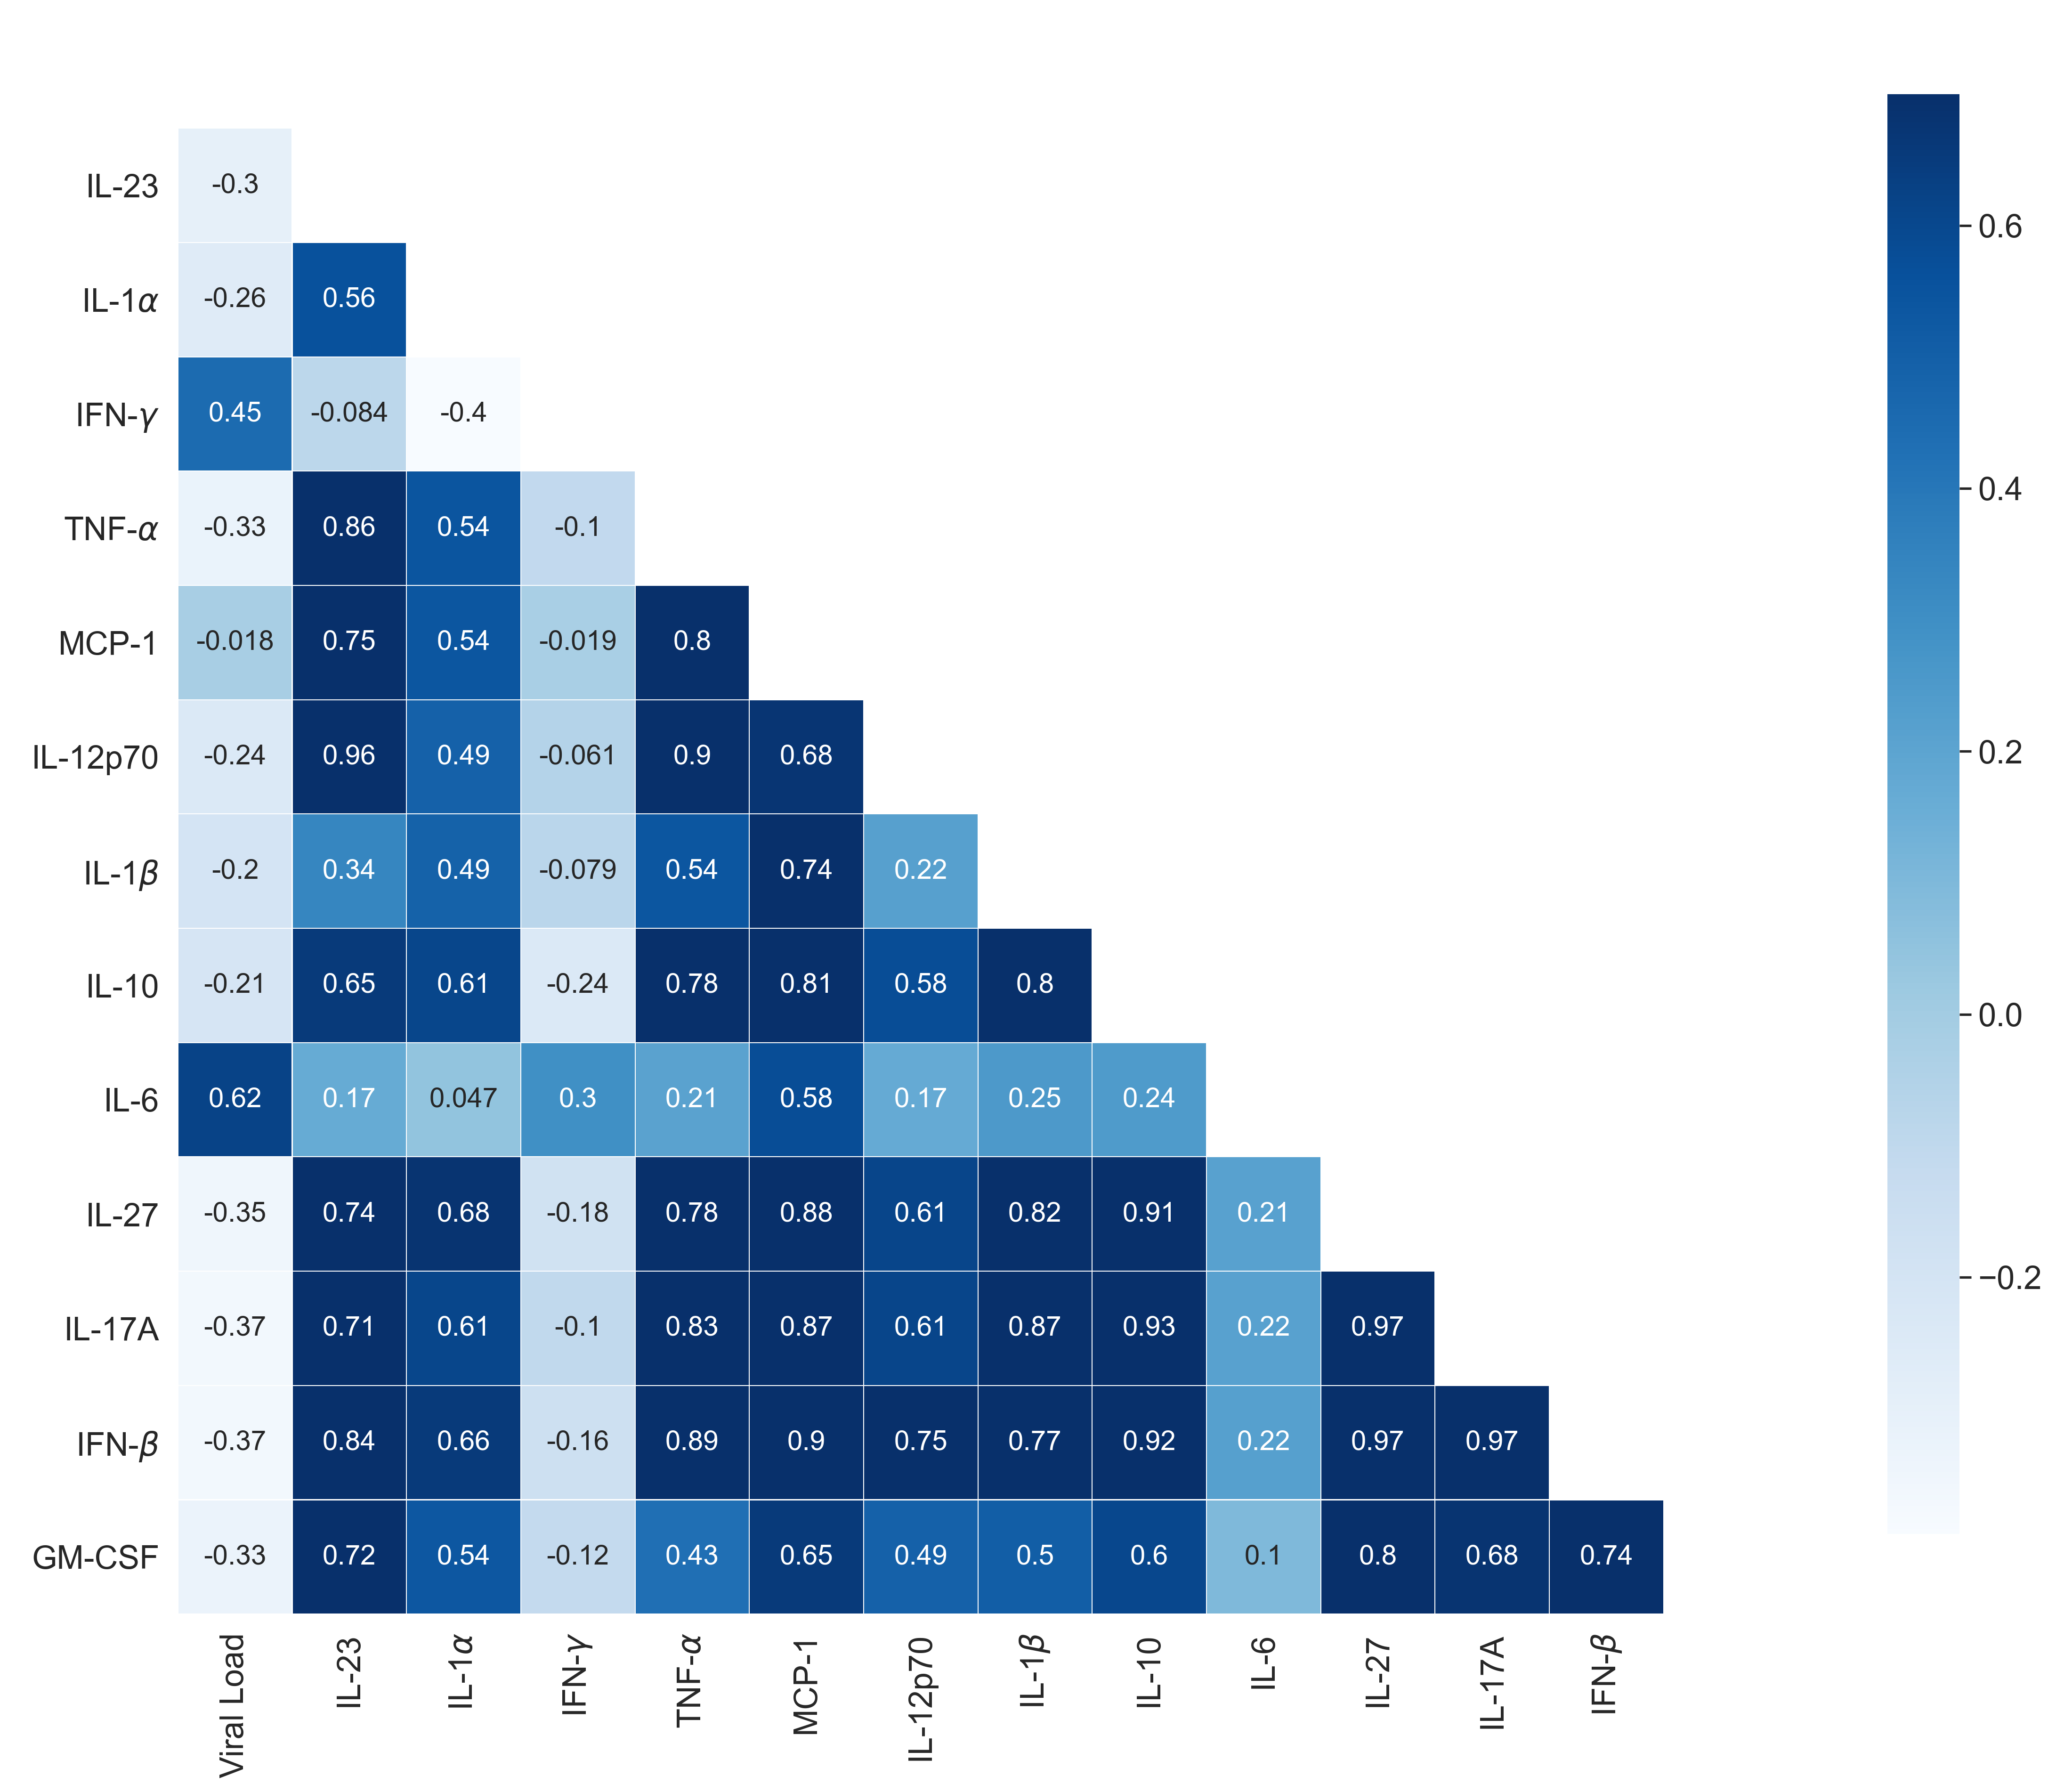 IL-23 -0.3
IL-1α -0.26 0.56
IFN-γ 0.45 -0.084 -0.4
TNF-α -0.33 0.86 0.54 -0.1
MCP-1 -0.018 0.75 0.54 -0.019 0.8
IL-12p70 -0.24 0.96 0.49 -0.061 0.9 0.68
IL-1β -0.2 0.34 0.49 -0.079 0.54 0.74 0.22
IL-10 -0.21 0.65 0.61 -0.24 0.78 0.81 0.58 0.8
IL-6 0.62 0.17 0.047 0.3 0.21 0.58 0.17 0.25 0.24
IL-27 -0.35 0.74 0.68 -0.18 0.78 0.88 0.61 0.82 0.91 0.21
IL-17A -0.37 0.71 0.61 -0.1 0.83 0.87 0.61 0.87 0.93 0.22 0.97
IFN-β -0.37 0.84 0.66 -0.16 0.89 0.9 0.75 0.77 0.92 0.22 0.97 0.97
GM-CSF -0.33 0.72 0.54 -0.12 0.43 0.65 0.49 0.5 0.6 0.1 0.8 0.68 0.74
Viral Load IL-23 IL-1α IFN-γ TNF-α MCP-1 IL-12p70 IL-1β IL-10 IL-6 IL-27 IL-17A IFN-β
0.6
0.4
0.2
0.0
−0.2